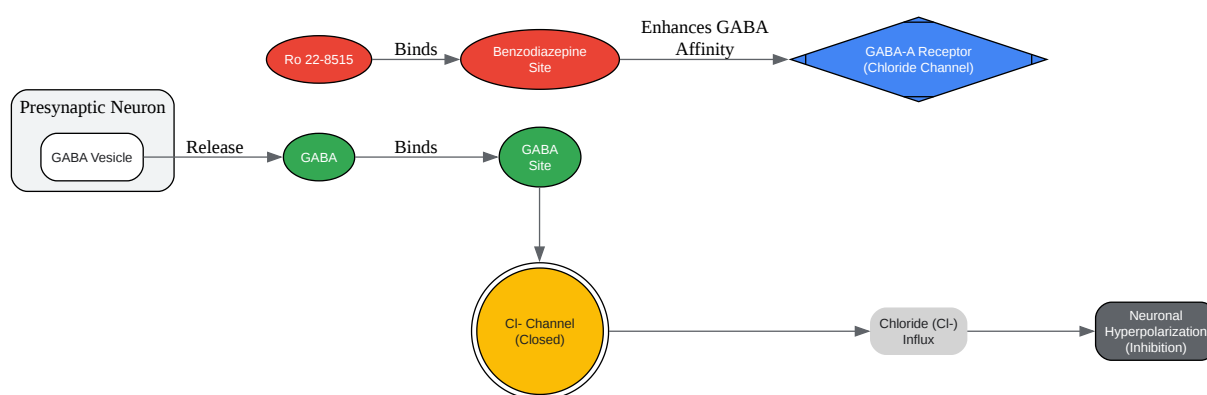 Enhances GABA
Affinity
Ro 22-8515
Binds
Benzodiazepine
Site
GABA-A Receptor
(Chloride Channel)
Presynaptic Neuron
GABA Vesicle
Release
GABA
Binds
GABA
Site
Cl- Channel
(Closed)
Chloride (Cl-)
Influx
Neuronal
Hyperpolarization
(Inhibition)